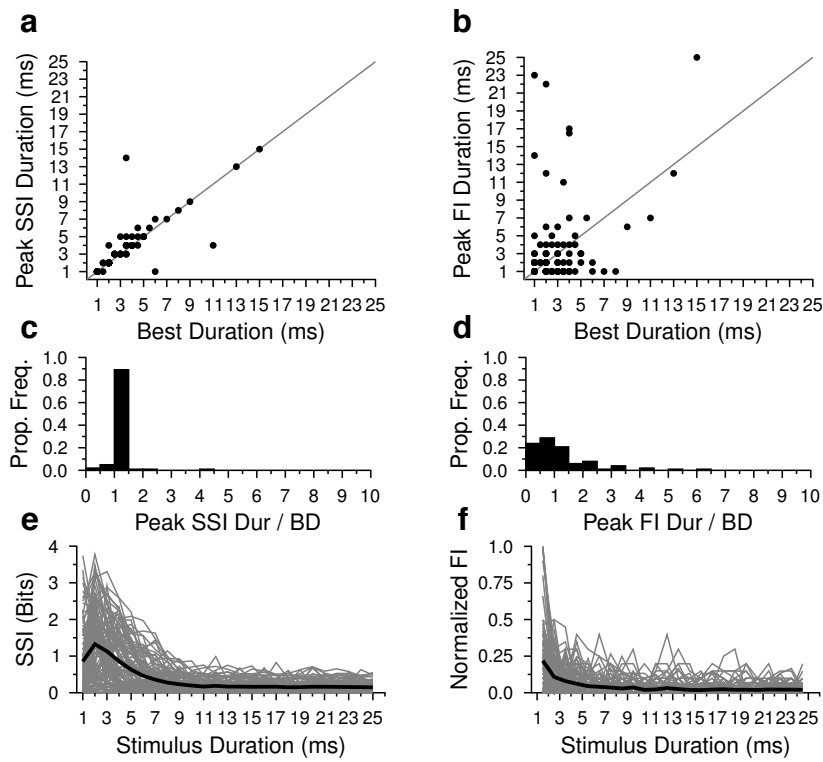 a
Peak SSI Duration (ms)
25
23
21
19
17
15
13
11
9
7
5
3
1
1 3 5 7 9 11 13 15 17 19 21 23 25
Best Duration (ms)
b
Peak FI Duration (ms)
25
23
21
19
17
15
13
11
9
7
5
3
1
1 3 5 7 9 11 13 15 17 19 21 23 25
Best Duration (ms)
c
Prop. Freq.
1.0
0.8
0.6
0.4
0.2
0.0
0 1 2 3 4 5 6 7 8 9 10
Peak SSI Dur / BD
d
Prop. Freq.
1.0
0.8
0.6
0.4
0.2
0.0
0 1 2 3 4 5 6 7 8 9 10
Peak FI Dur / BD
e
SSI (Bits)
4
3
2
1
0
1 3 5 7 9 11 13 15 17 19 21 23 25
Stimulus Duration (ms)
f
Normalized FI
1.0
0.75
0.5
0.25
0.0
1 3 5 7 9 11 13 15 17 19 21 23 25
Stimulus Duration (ms)